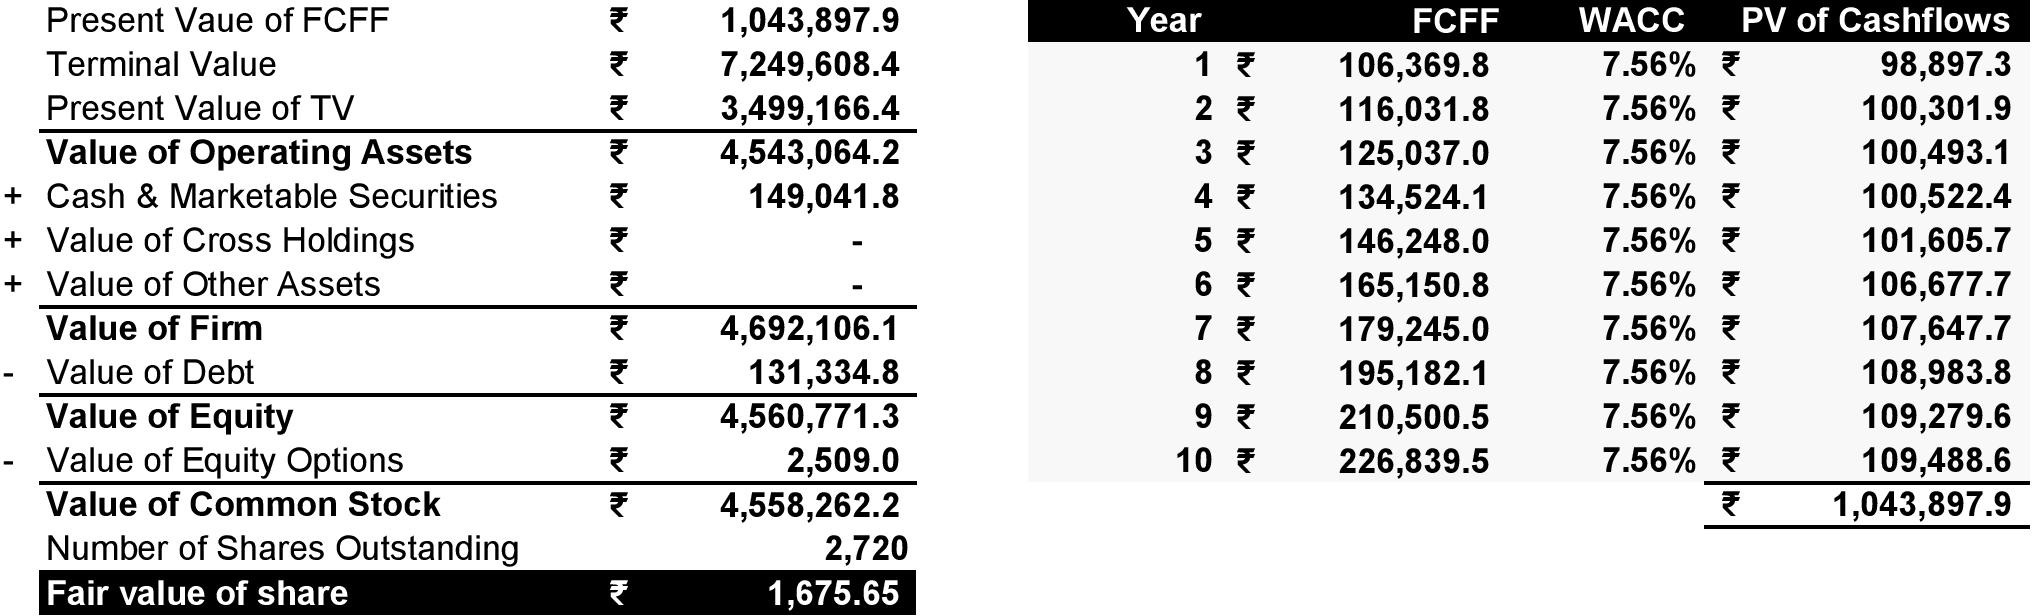 Present Vaue of FCFF ₹ 1,043,897.9
Terminal Value ₹ 7,249,608.4
Present Value of TV ₹ 3,499,166.4
Value of Operating Assets ₹ 4,543,064.2
+ Cash & Marketable Securities ₹ 149,041.8
+ Value of Cross Holdings ₹ -
+ Value of Other Assets ₹ -
Value of Firm ₹ 4,692,106.1
- Value of Debt ₹ 131,334.8
Value of Equity ₹ 4,560,771.3
- Value of Equity Options ₹ 2,509.0
Value of Common Stock ₹ 4,558,262.2
Number of Shares Outstanding 2,720
Fair value of share ₹ 1,675.65
Year FCFF WACC PV of Cashflows
1 ₹ 106,369.8 7.56% ₹ 98,897.3
2 ₹ 116,031.8 7.56% ₹ 100,301.9
3 ₹ 125,037.0 7.56% ₹ 100,493.1
4 ₹ 134,524.1 7.56% ₹ 100,522.4
5 ₹ 146,248.0 7.56% ₹ 101,605.7
6 ₹ 165,150.8 7.56% ₹ 106,677.7
7 ₹ 179,245.0 7.56% ₹ 107,647.7
8 ₹ 195,182.1 7.56% ₹ 108,983.8
9 ₹ 210,500.5 7.56% ₹ 109,279.6
10 ₹ 226,839.5 7.56% ₹ 109,488.6
₹ 1,043,897.9